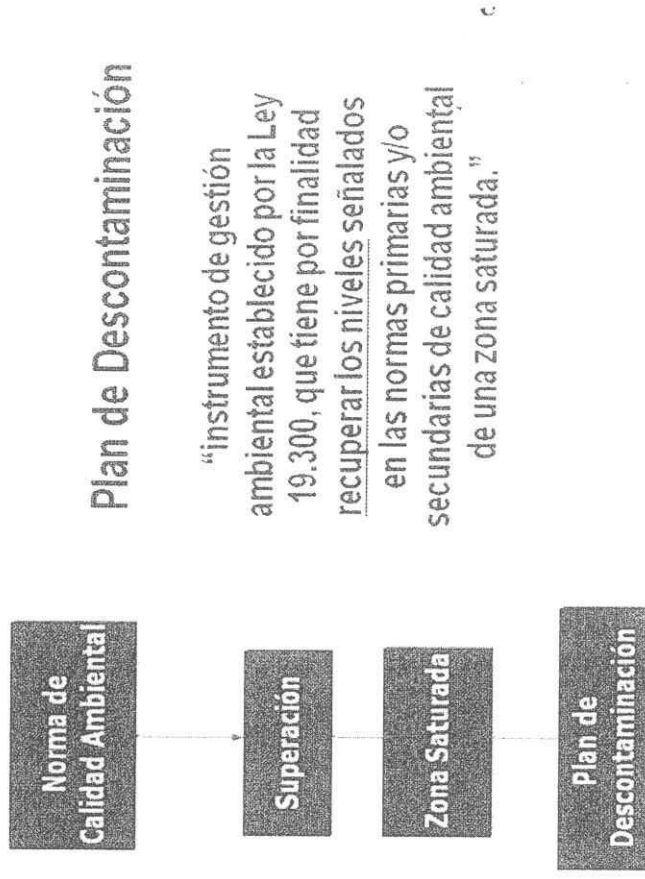 Plan de Descontaminación
Norma de
Calidad Ambiental
Superación
Zona Saturada
Plan de
Descontaminación
“instrumento de gestión
ambiental establecido por la Ley
19.300, que tiene por finalidad
recuperar los niveles señalados
en las normas primarias y/o
secundarias de calidad ambiental
de una zona saturada.”